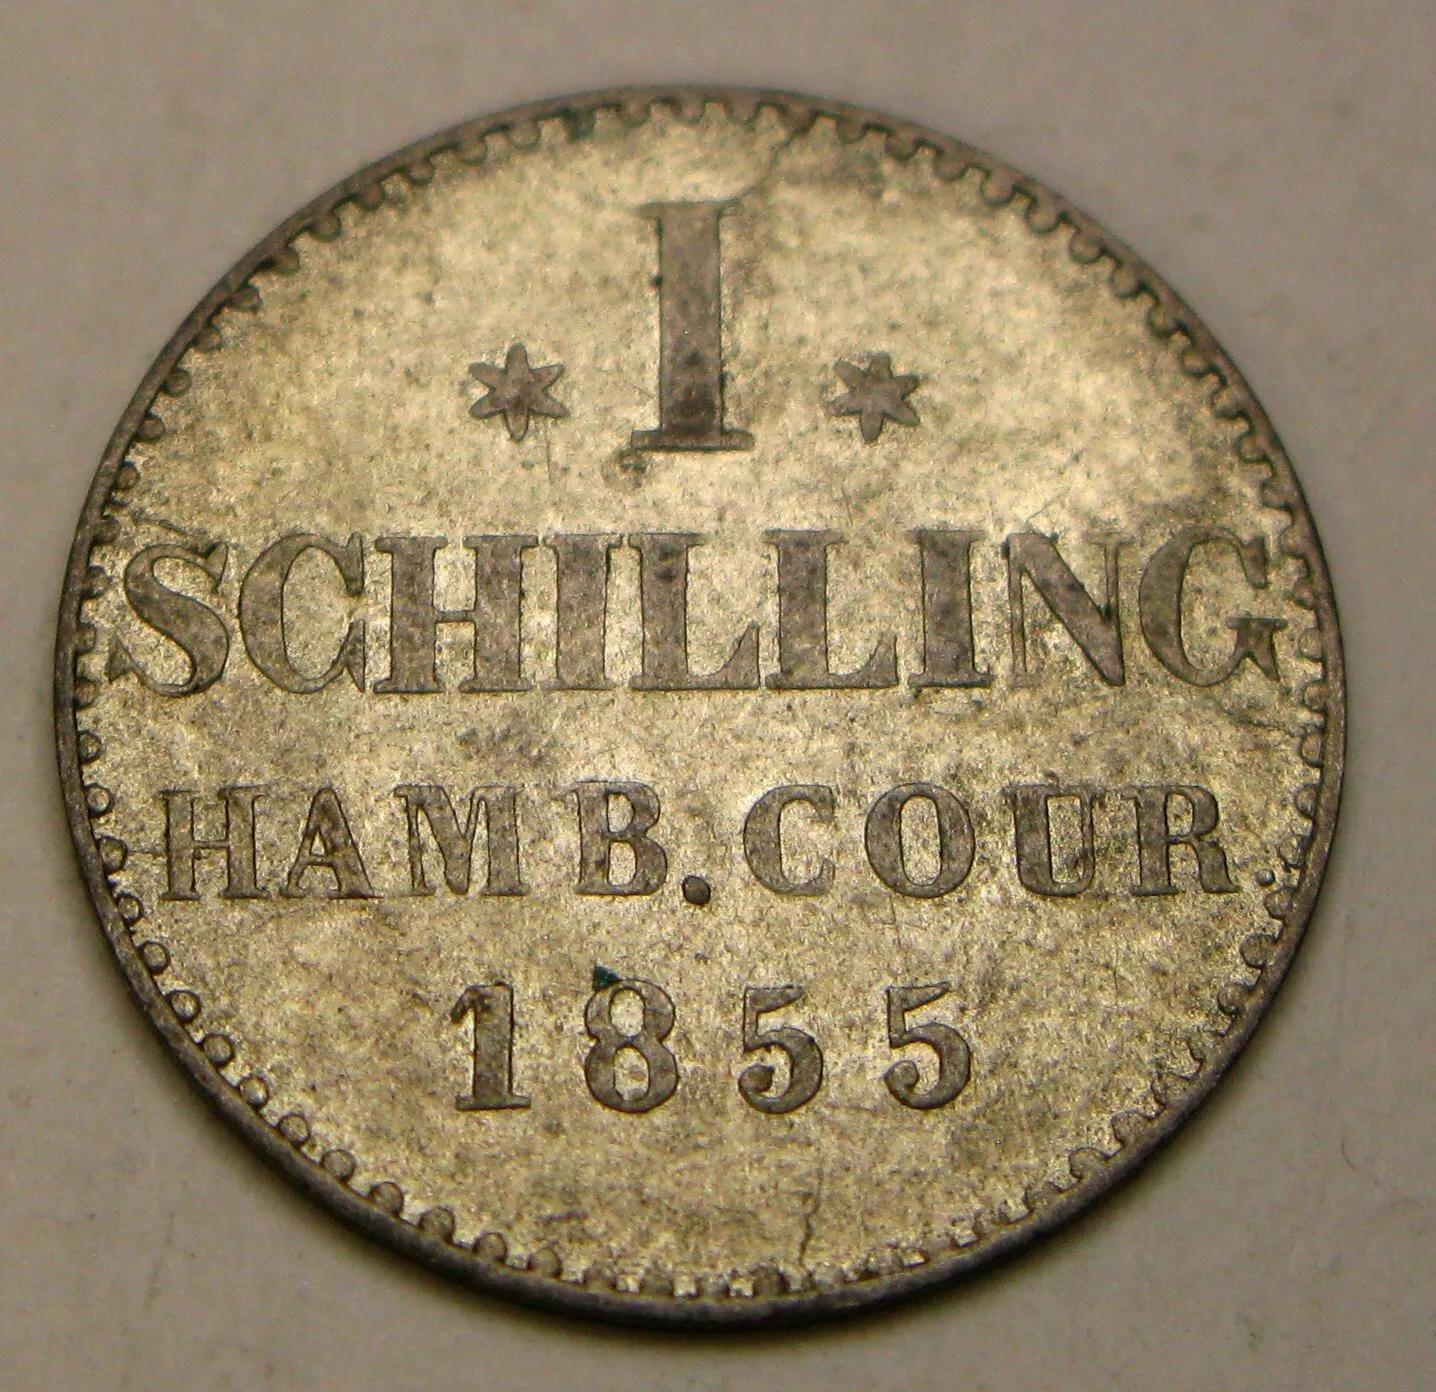 * I *
SCHILLING
HAMB. COUR.
1855